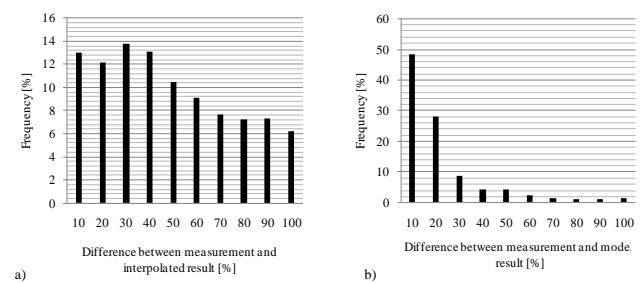 16
14
12
10
8
6
4
2
0
Frequency [%]
10 20 30 40 50 60 70 80 90 100
Difference between measurement and
interpolated result [%]
a)
60
50
40
30
20
10
0
Frequency [%]
10 20 30 40 50 60 70 80 90 100
Difference between measurement and model
result [%]
b)